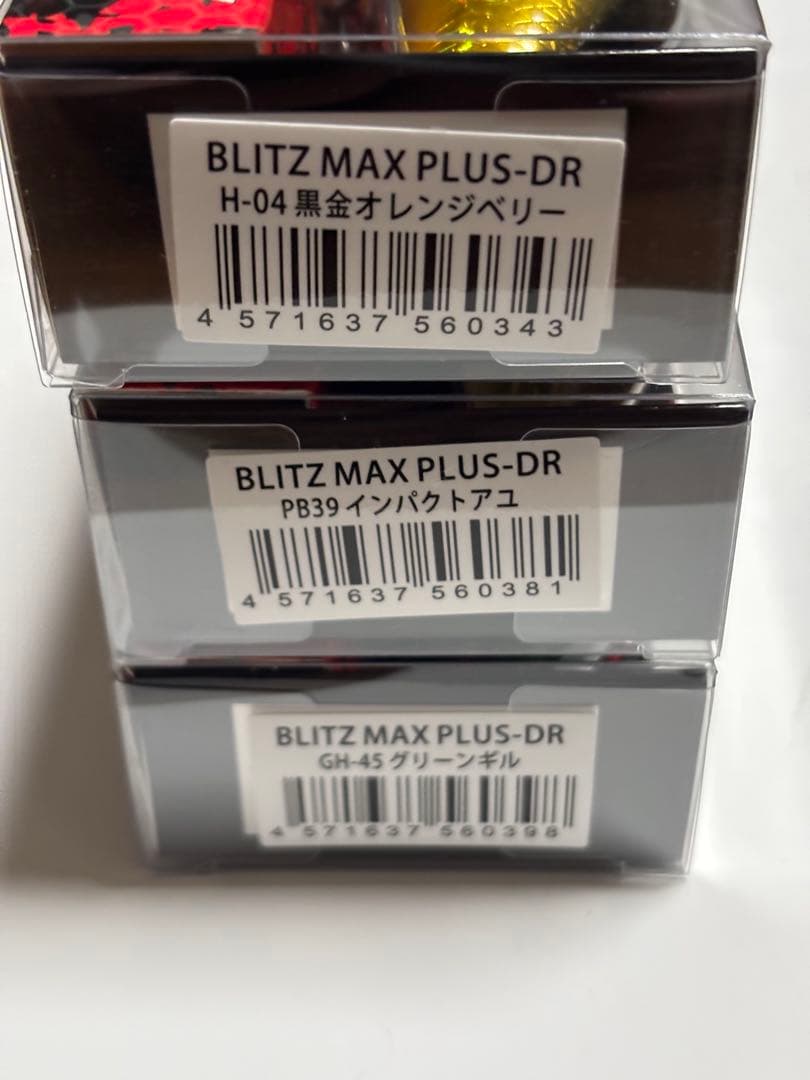 BLITZ MAX PLUS-DR
H-04 黒金オレンジベリー
4 571637 560343
BLITZ MAX PLUS-DR
PB39 インパクトアユ
4 571637 560381
BLITZ MAX PLUS-DR
GH-45 グリーンギル
4 571637 560398